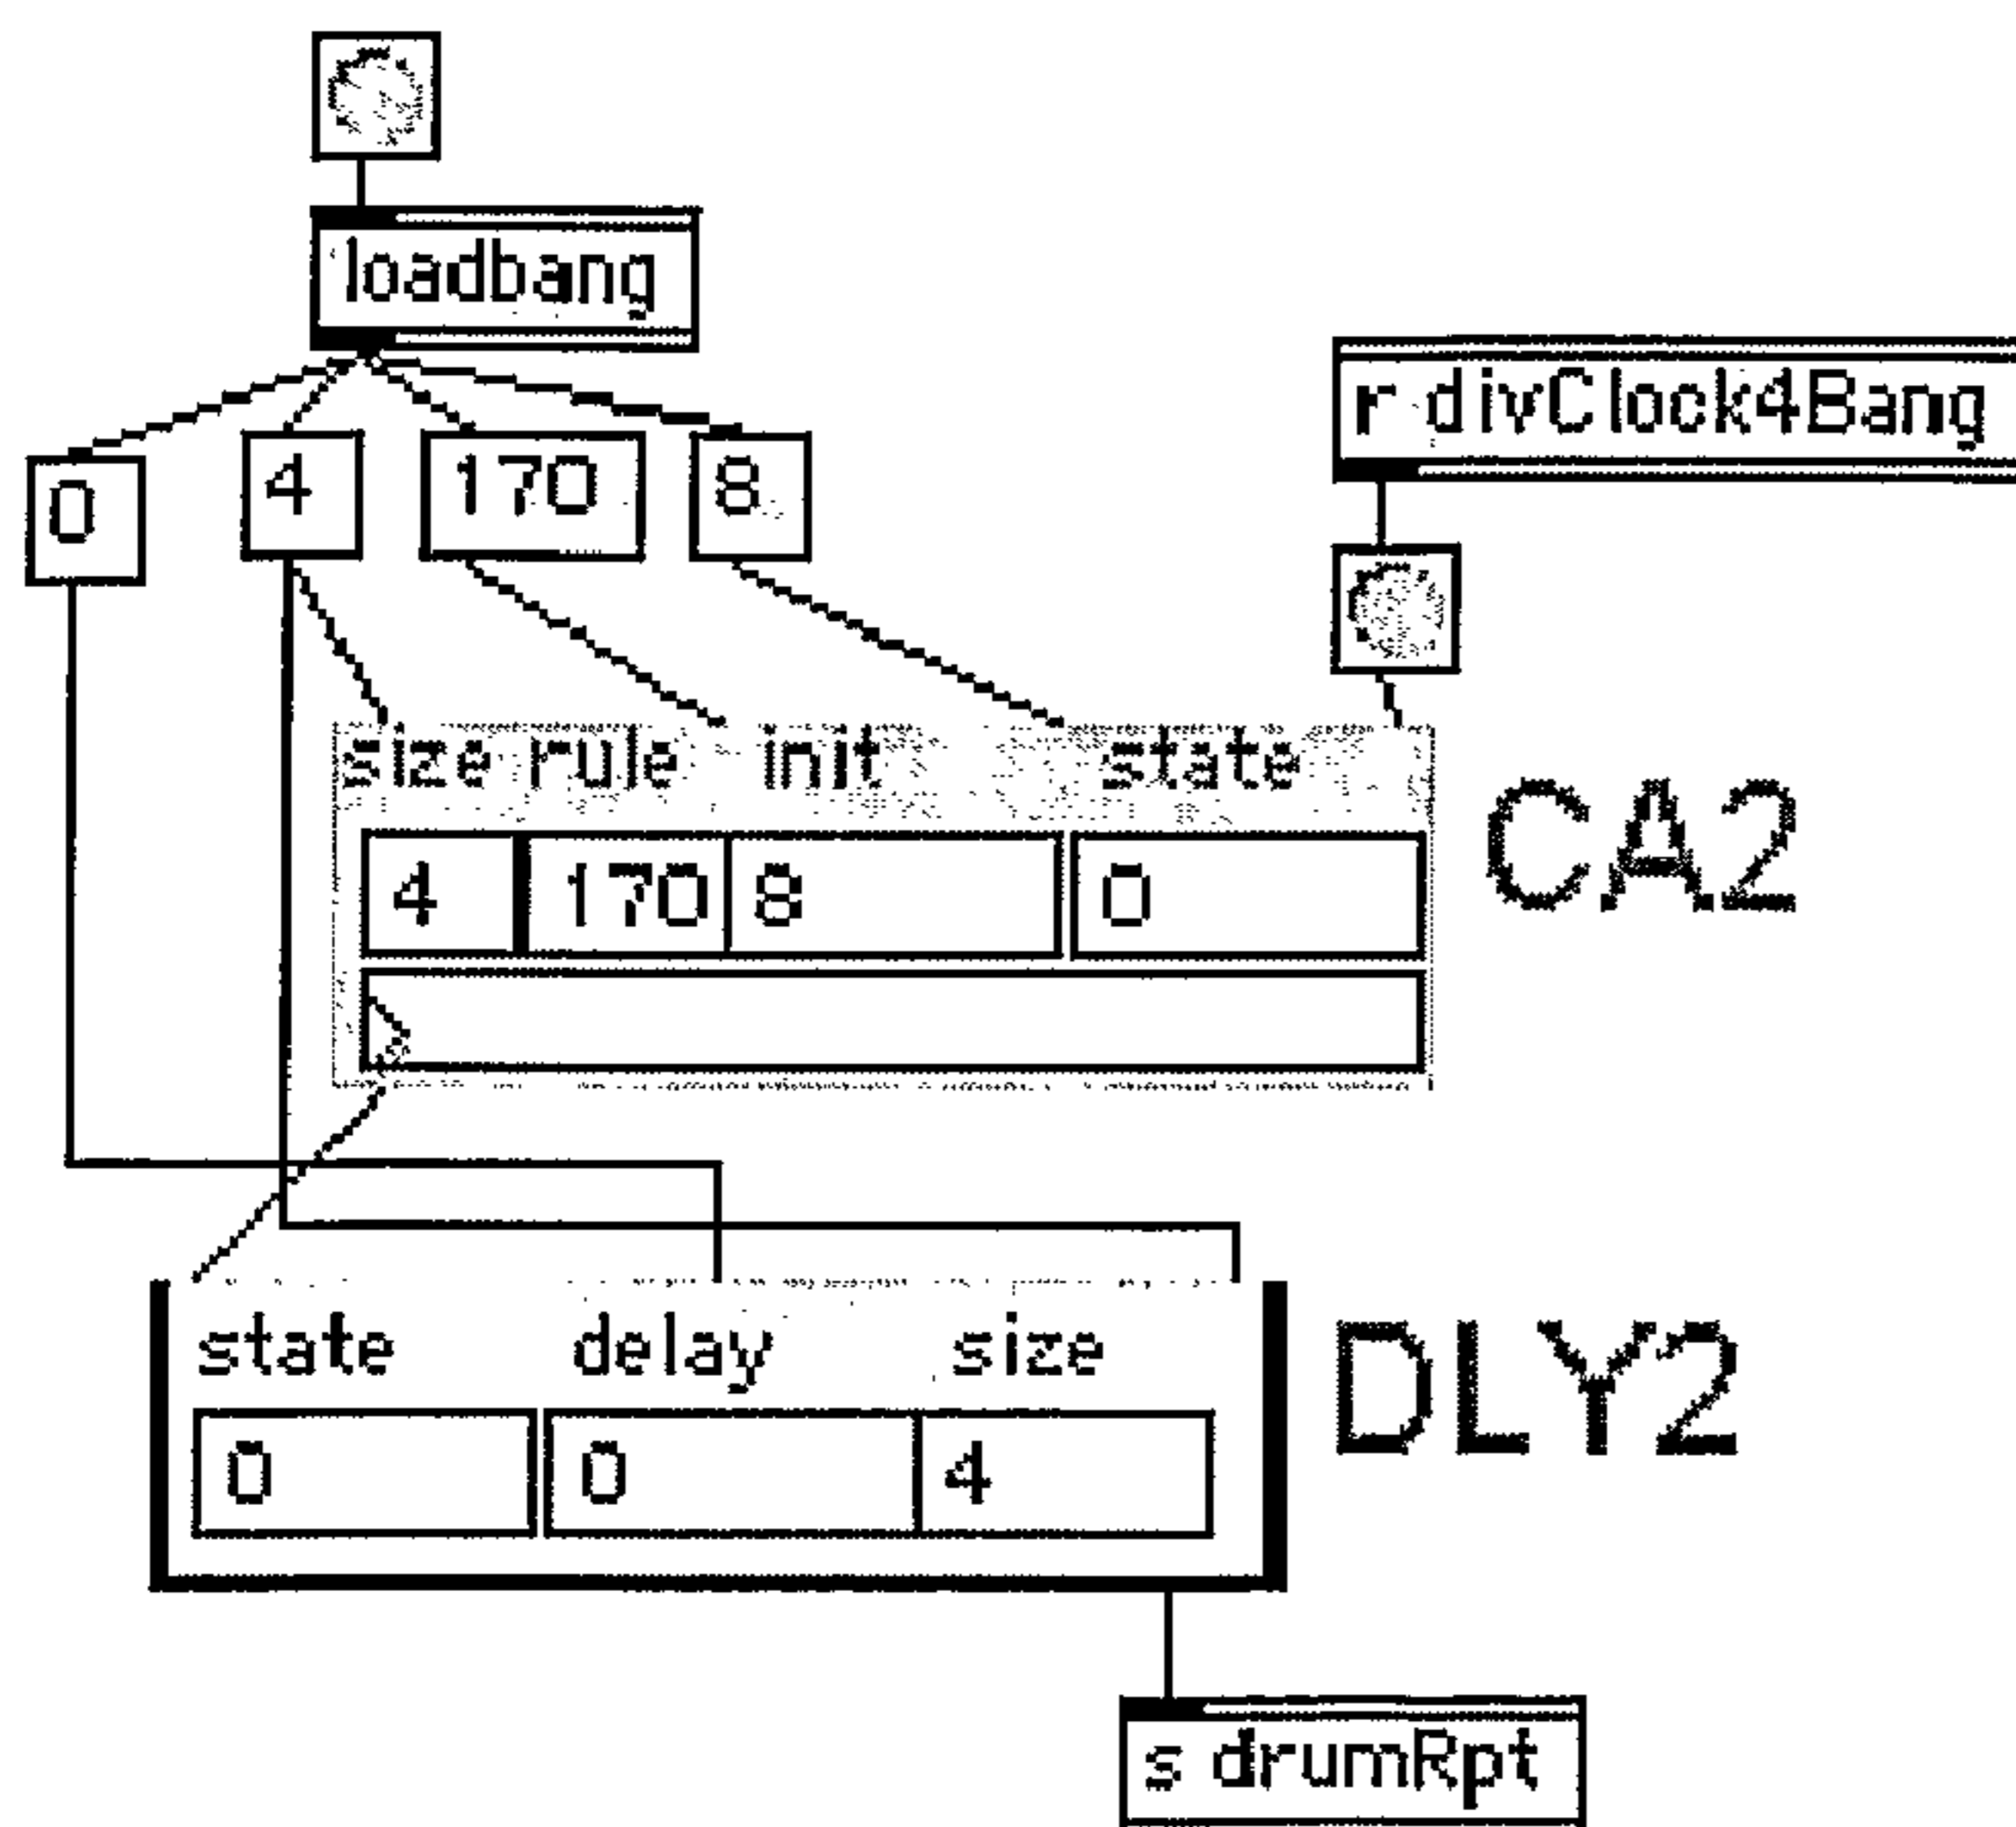 loadbang
r divClock4Bang
0 4 170 8
size rule init state
4 170 8 0
CA2
state delay size
0 0 4
DLY2
s drumRpt